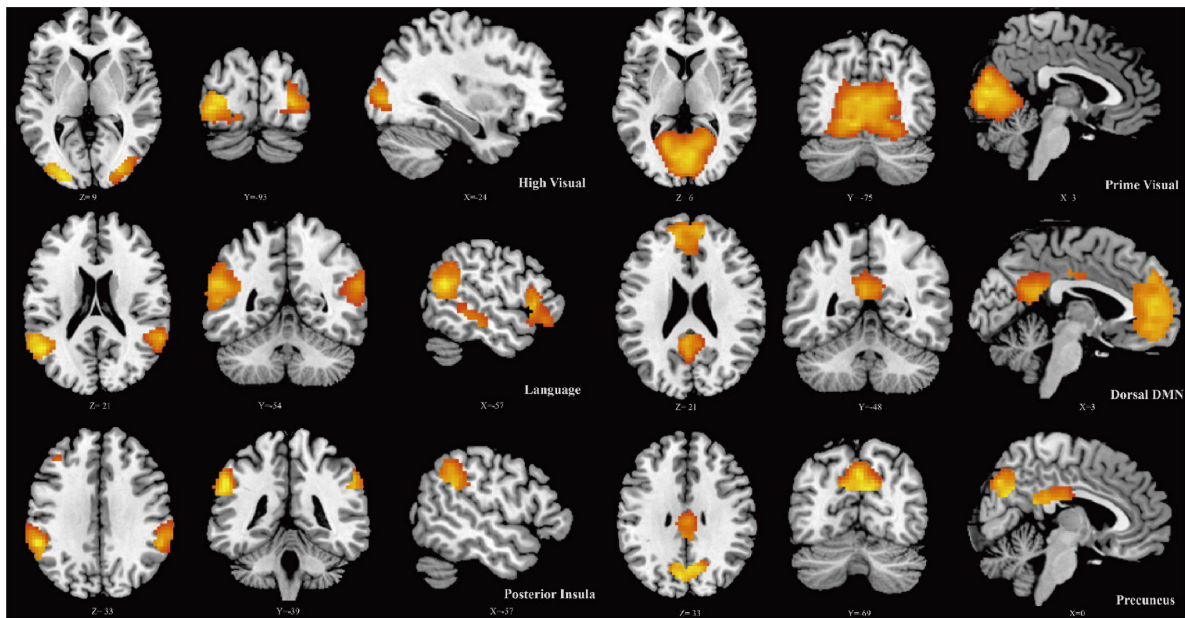 High Visual
Z= 9
Y=-93
X=-24
Prime Visual
Z= 6
Y=-75
X=3
Language
Z= 21
Y=-54
X=-57
Dorsal DMN
Z= 21
Y=-48
X=3
Posterior Insula
Z= 33
Y=-39
X=-57
Precuneus
Z= 33
Y=-69
X=0